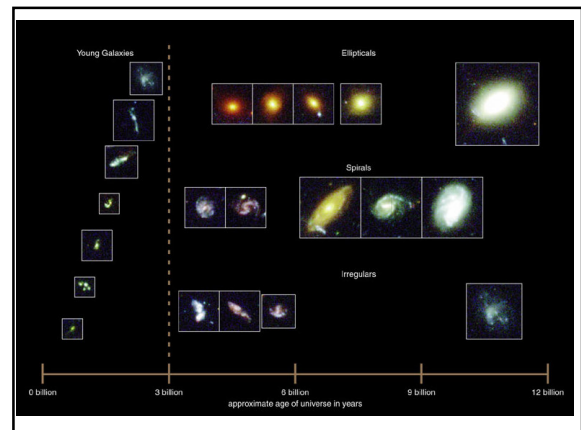 Young Galaxies
Ellipticals
Spirals
Irregulars
0 billion 3 billion 6 billion 9 billion 12 billion
approximate age of universe in years